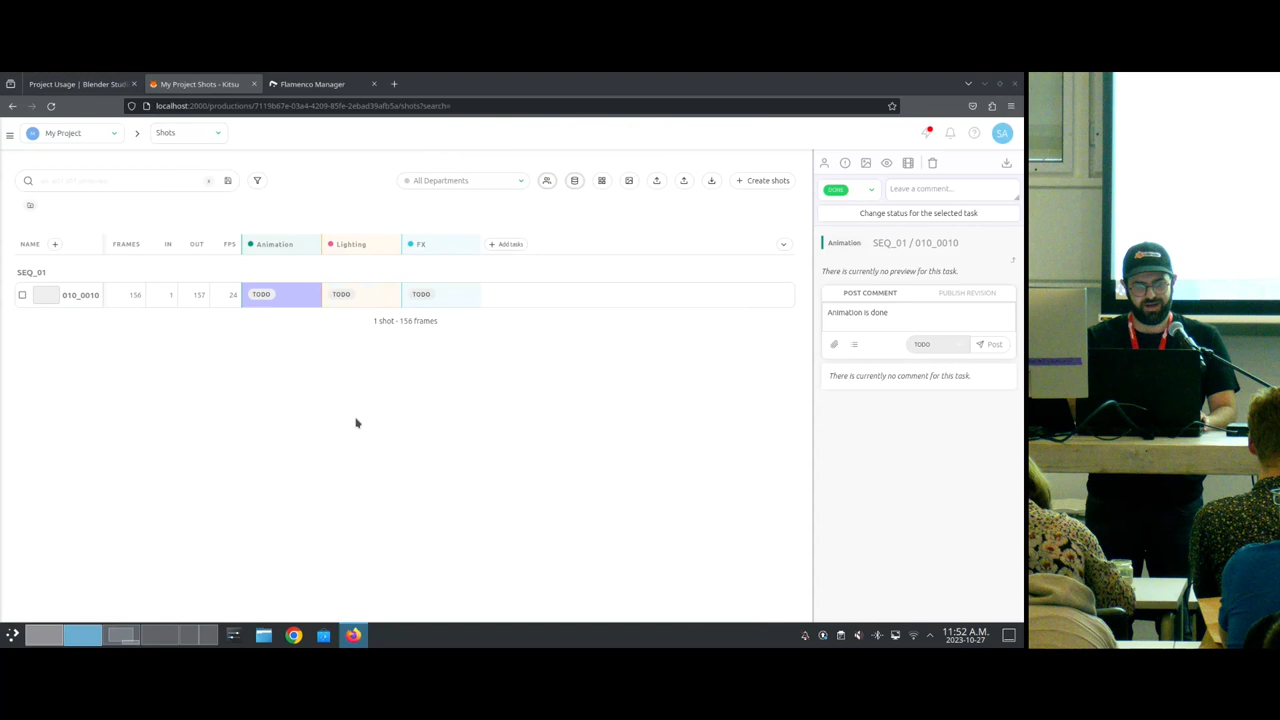 Project Usage | Blender Studi
My Project Shots - Kitsu
Flamenco Manager
localhost:2000/productions/7119b67e-03a4-4209-85fe-2ebad39afb5a/shots?search=
M My Project
Shots
SA
All Departments
+ Create shots
DONE
Leave a comment...
Change status for the selected task
NAME + FRAMES IN OUT FPS Animation Lighting FX + Add tasks
Animation SEQ_01 / 010_0010
SEQ_01
There is currently no preview for this task.
010_0010 156 1 157 24 TODO TODO TODO
POST COMMENT PUBLISH REVISION
Animation is done
1 shot - 156 frames
TODO Post
There is currently no comment for this task.
11:52 A.M.
2023-10-27